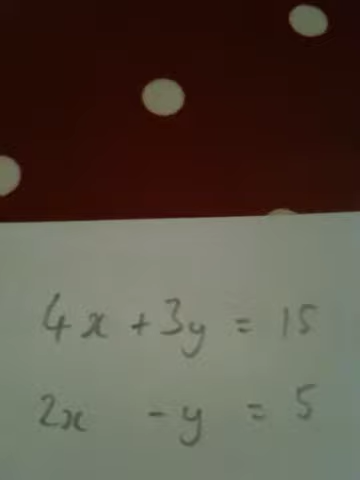 4x + 3y = 15
2x - y = 5